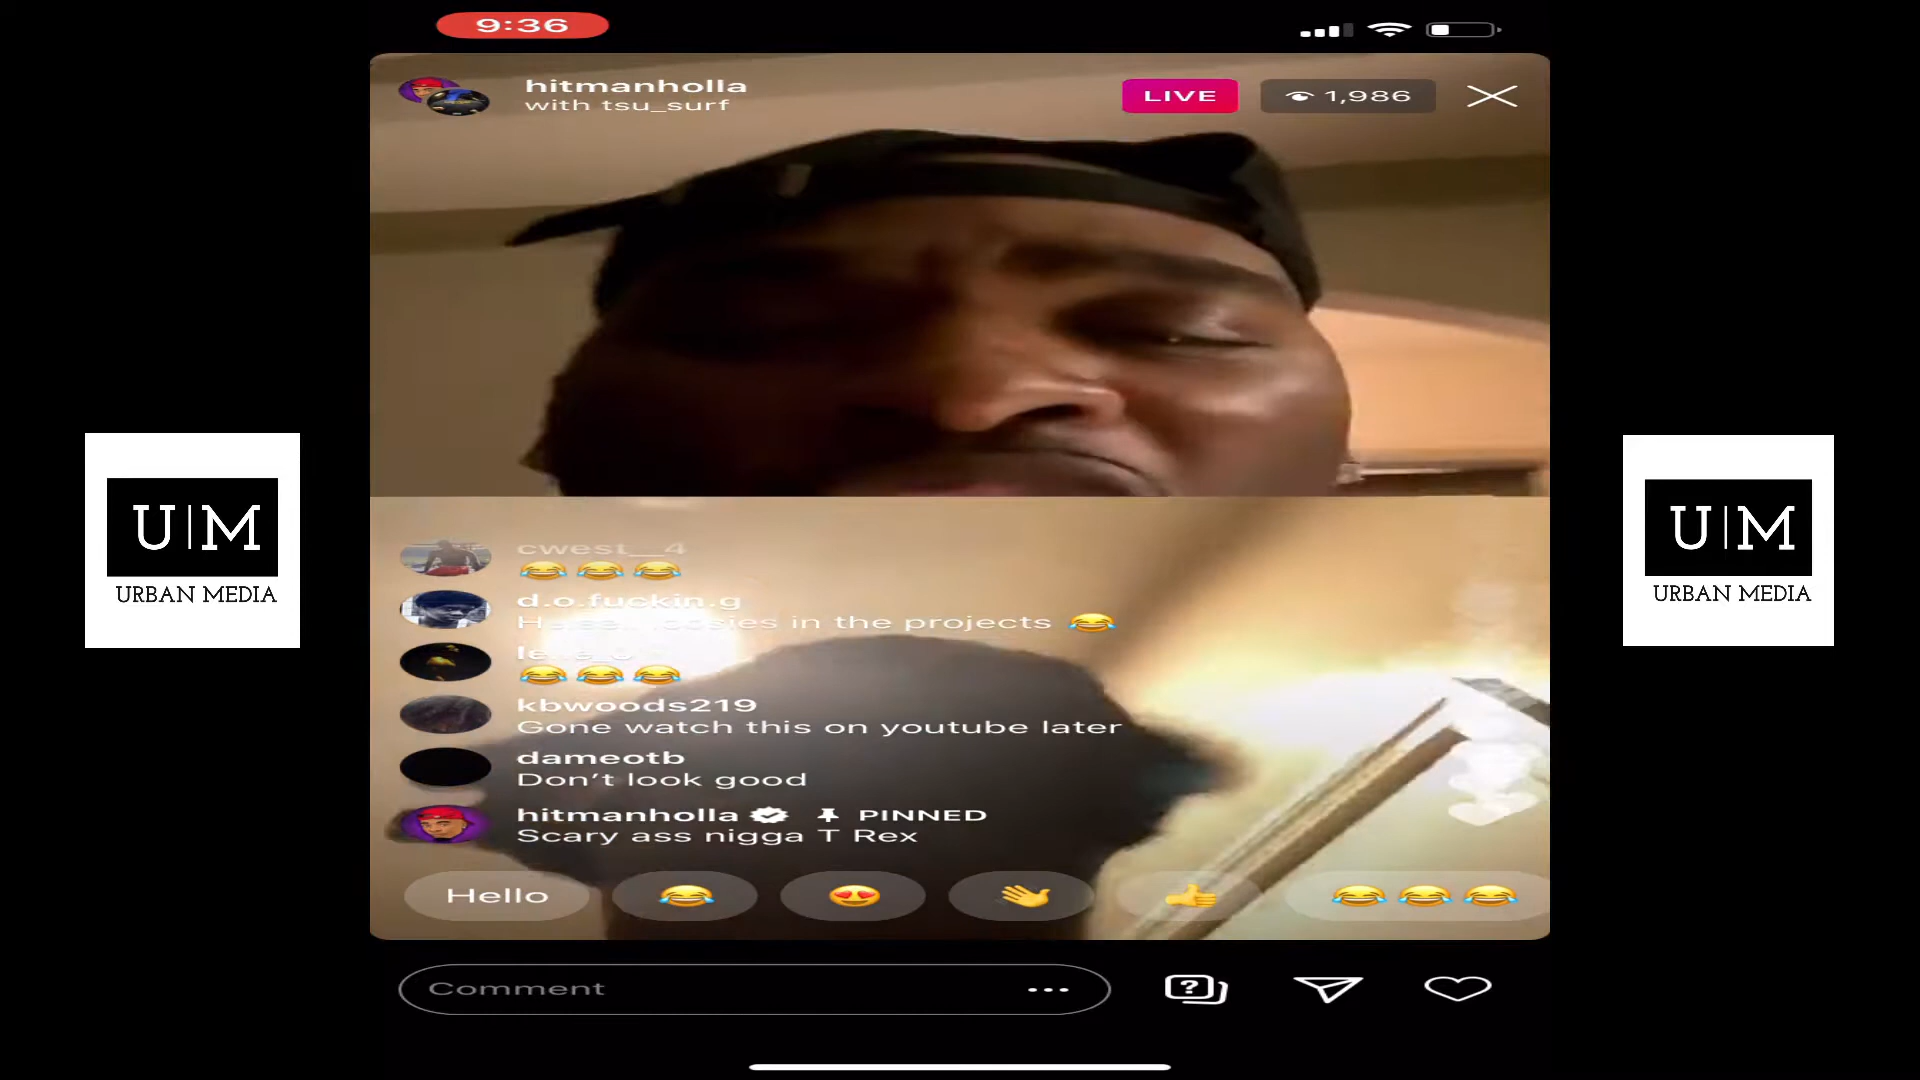 9:36
hitmanholla
with tsu_surf
LIVE
1,986
cwest__4
😂 😂 😂
d.o.fuckin.g
in the projects 😂
😂 😂 😂
kbwoods219
Gone watch this on youtube later
dameotb
Don't look good
hitmanholla PINNED
Scary ass nigga T Rex
Hello 😂 😍 👋 👍 😂 😂 😂
Comment
U|M
URBAN MEDIA
U|M
URBAN MEDIA